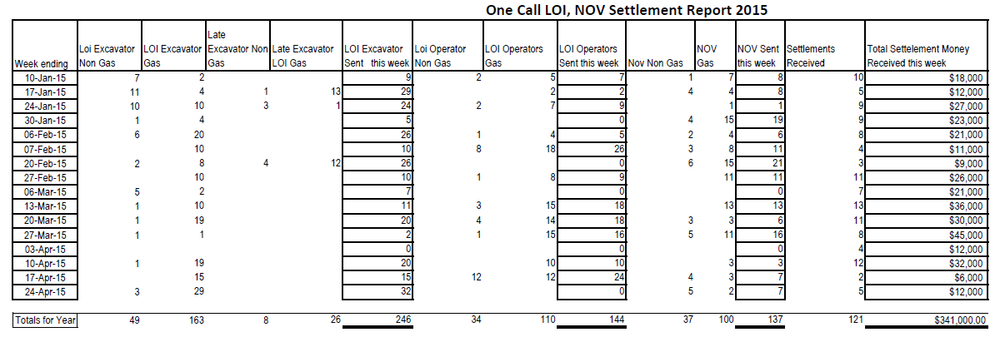 One Call LOI, NOV Settlement Report 2015
Late
Loi Excavator LOI Excavator Excavator Non Late Excavator LOI Excavator Loi Operator LOI Operators LOI Operators NOV NOV Sent Settlements Total Settelement Money
Week ending Non Gas Gas Gas LOI Gas Sent this week Non Gas Gas Sent this week Nov Non Gas Gas this week Received Received this week
10-Jan-15 7 2 9 2 5 7 1 7 8 10 $18,000
17-Jan-15 11 4 1 13 29 2 2 4 4 8 5 $12,000
24-Jan-15 10 10 3 1 24 2 7 9 1 1 9 $27,000
30-Jan-15 1 4 5 0 4 15 19 9 $23,000
06-Feb-15 6 20 26 1 4 5 2 4 6 8 $21,000
07-Feb-15 10 10 8 18 26 3 8 11 4 $11,000
20-Feb-15 2 8 4 12 26 0 6 15 21 3 $9,000
27-Feb-15 10 10 1 8 9 11 11 11 $26,000
06-Mar-15 5 2 7 0 0 7 $21,000
13-Mar-15 1 10 11 3 15 18 13 13 13 $36,000
20-Mar-15 1 19 20 4 14 18 3 3 6 11 $30,000
27-Mar-15 1 1 2 1 15 16 5 11 16 8 $45,000
03-Apr-15 0 0 0 4 $12,000
10-Apr-15 1 19 20 10 10 3 3 12 $32,000
17-Apr-15 15 15 12 12 24 4 3 7 2 $6,000
24-Apr-15 3 29 32 0 5 2 7 5 $12,000
Totals for Year 49 163 8 26 246 34 110 144 37 100 137 121 $341,000.00